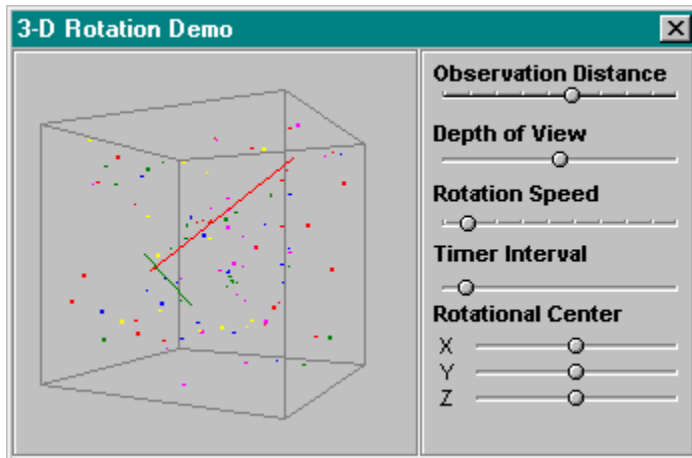 3-D Rotation Demo
Observation Distance
Depth of View
Rotation Speed
Timer Interval
Rotational Center
X
Y
Z